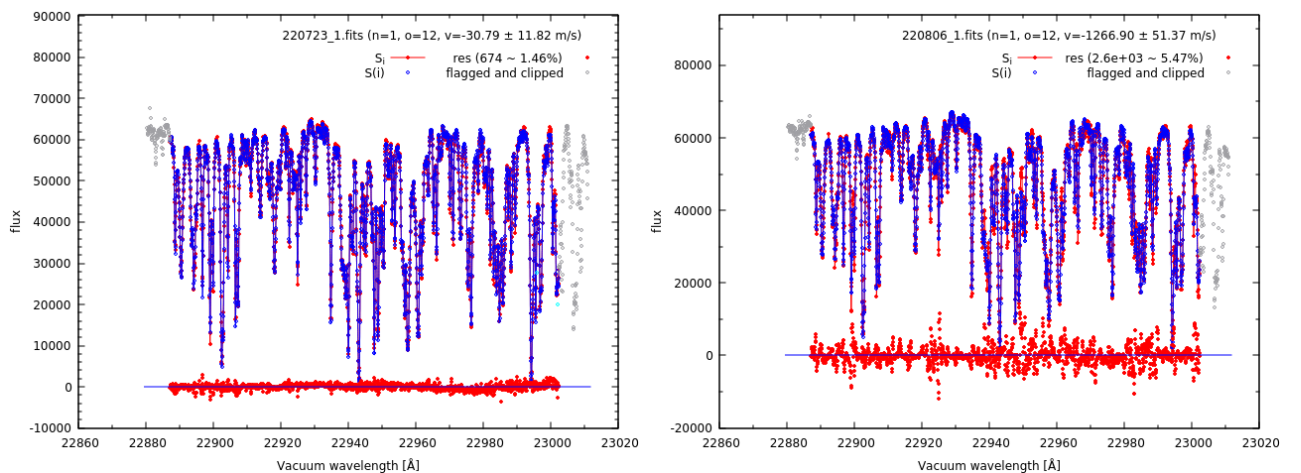 90000
80000
70000
60000
50000
40000
30000
20000
10000
0
-10000
flux
220723_1.fits (n=1, o=12, v=-30.79 ± 11.82 m/s)
Si res (674 ~ 1.46%)
S(i) flagged and clipped
22860 22880 22900 22920 22940 22960 22980 23000 23020
Vacuum wavelength [Å]
80000
60000
40000
20000
0
-20000
flux
220806_1.fits (n=1, o=12, v=-1266.90 ± 51.37 m/s)
Si res (2.6e+03 ~ 5.47%)
S(i) flagged and clipped
22860 22880 22900 22920 22940 22960 22980 23000 23020
Vacuum wavelength [Å]